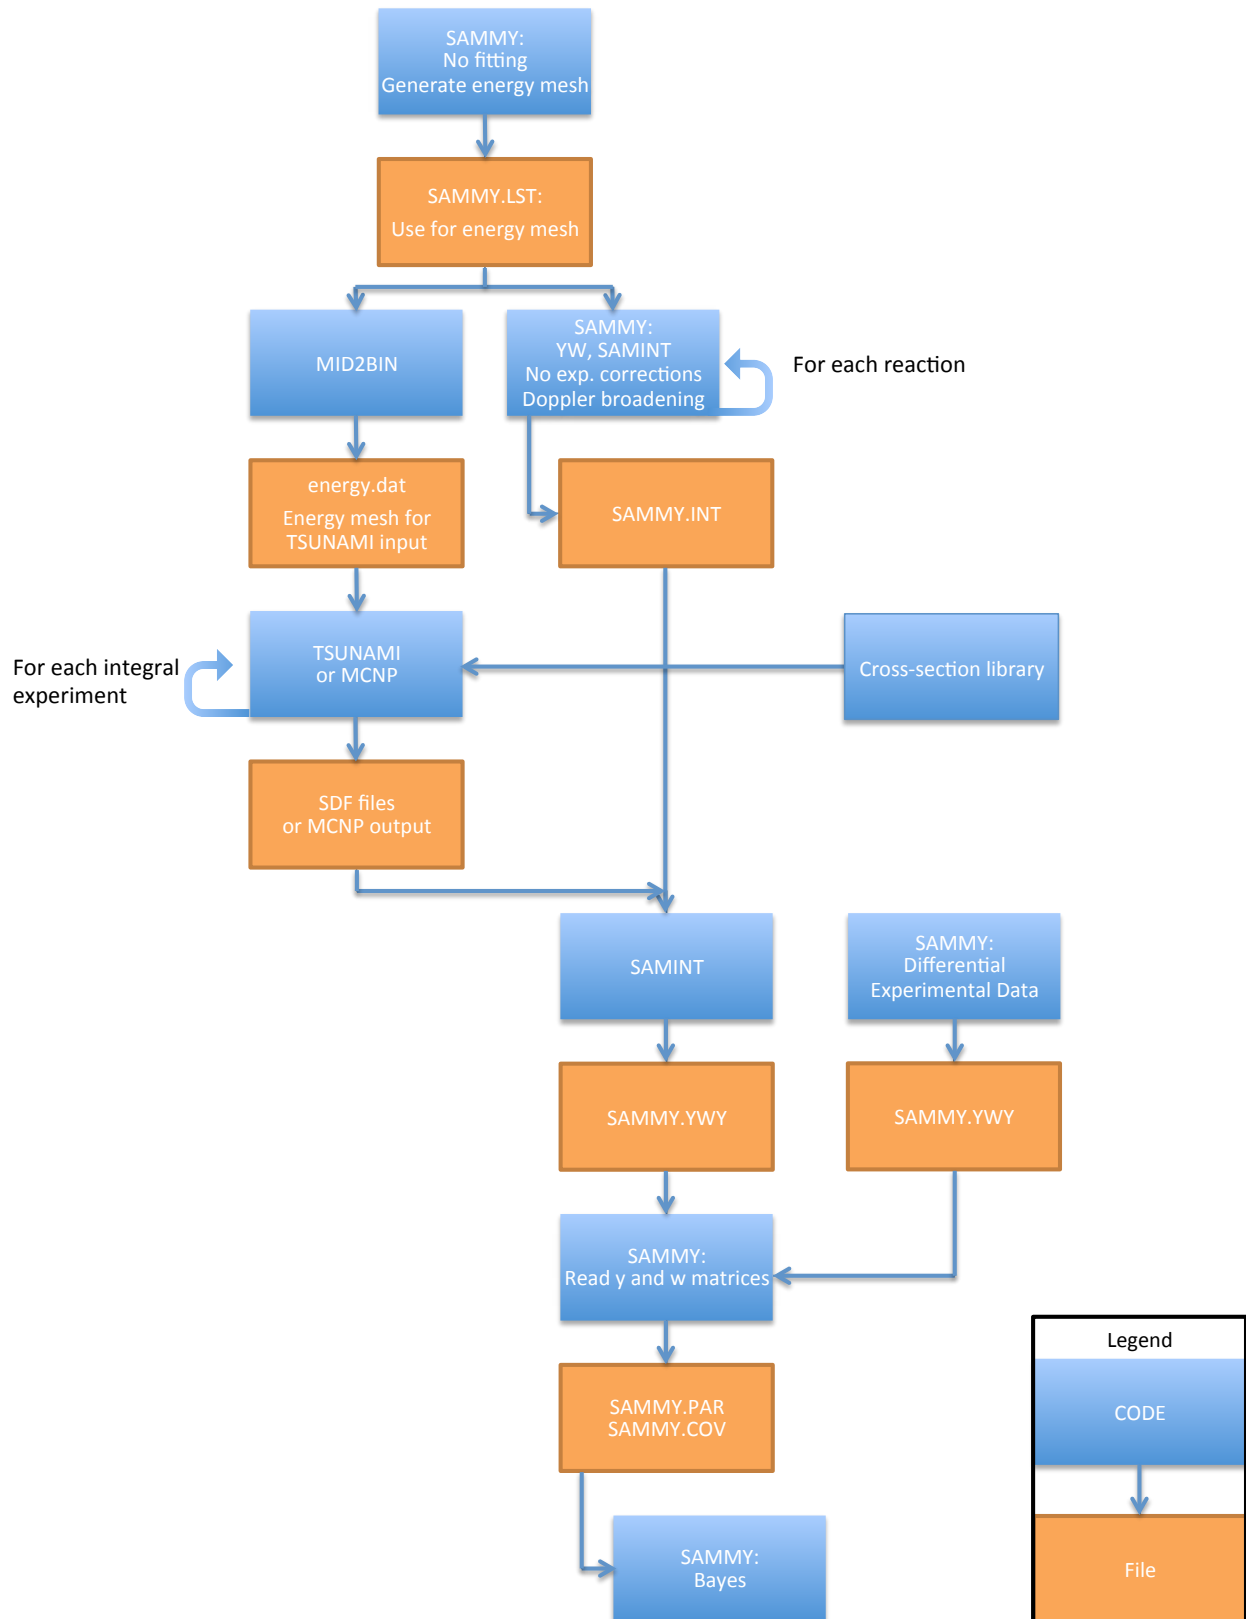 SAMMY:
No fitting
Generate energy mesh
SAMMY.LST:
Use for energy mesh
MID2BIN
SAMMY:
YW, SAMINT
No exp. corrections
Doppler broadening
For each reaction
energy.dat
Energy mesh for
TSUNAMI input
SAMMY.INT
For each integral
experiment
TSUNAMI
or MCNP
Cross-section library
SDF files
or MCNP output
SAMINT
SAMMY:
Differential
Experimental Data
SAMMY.YWY
SAMMY.YWY
SAMMY:
Read y and w matrices
SAMMY.PAR
SAMMY.COV
SAMMY:
Bayes
Legend
CODE
File